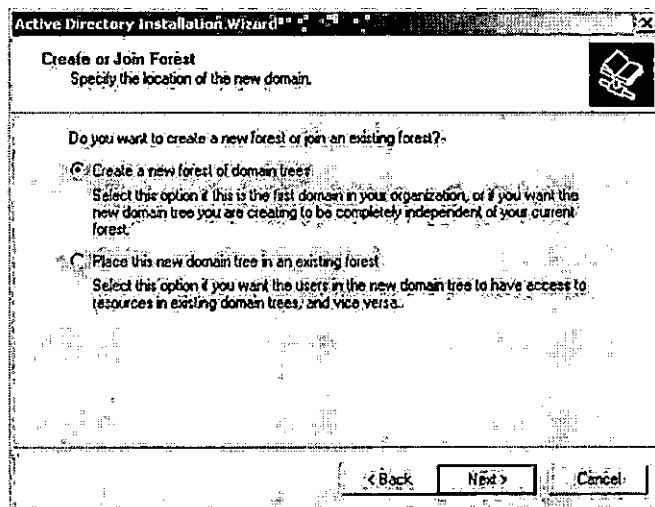 Active Directory Installation Wizard
Create or Join Forest
Specify the location of the new domain.
Do you want to create a new forest or join an existing forest?
Create a new forest of domain trees
Select this option if this is the first domain in your organization, or if you want the
new domain tree you are creating to be completely independent of your current
forest.
Place this new domain tree in an existing forest
Select this option if you want the users in the new domain tree to have access to
resources in existing domain trees, and vice versa.
< Back
Next >
Cancel